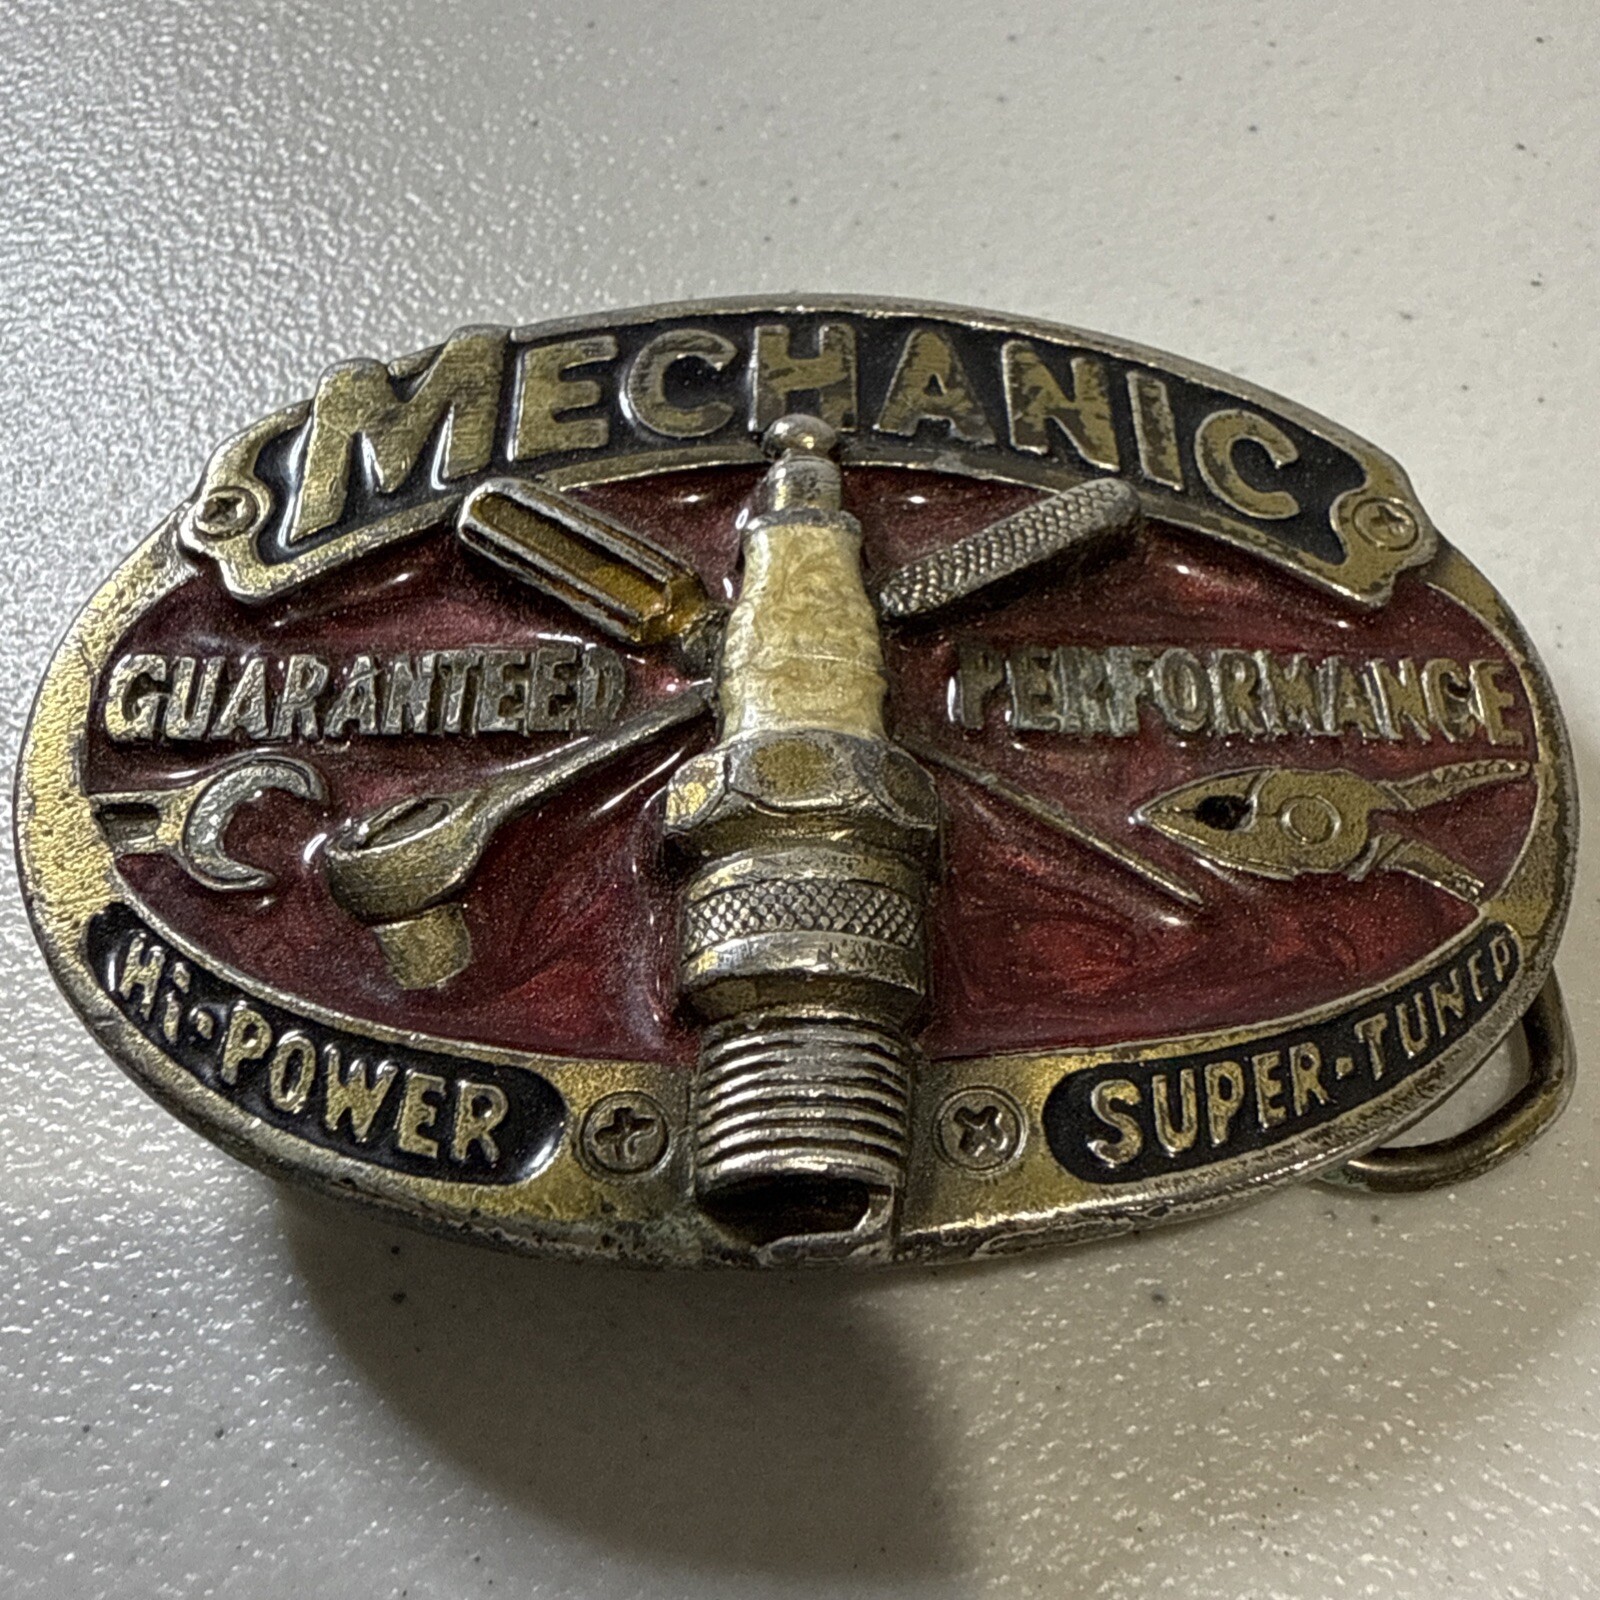 MECHANIC
GUARANTEED PERFORMANCE
Hi-POWER SUPER-TUNED